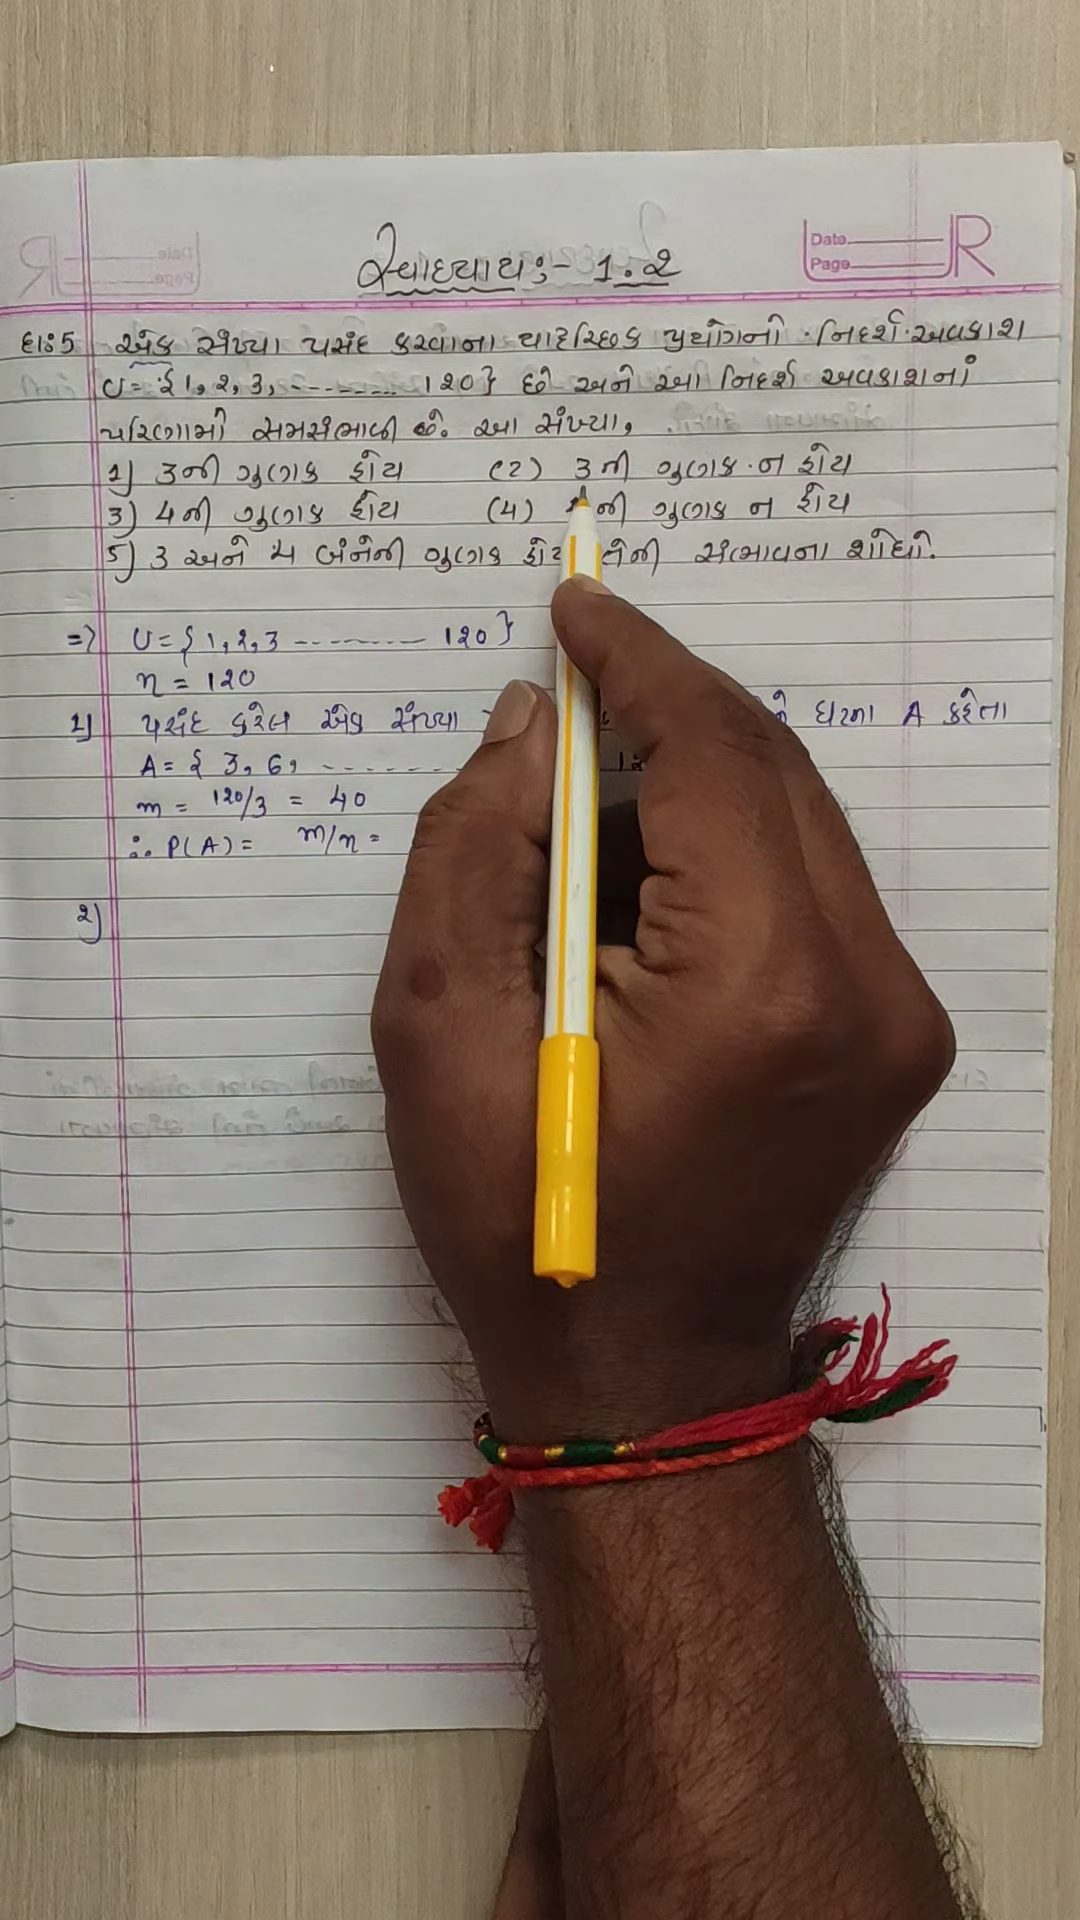 સ્વાધ્યાય :- 1.2
Date
Page
R
દા:5 એક સંખ્યા પસંદ કરવાના યાદચ્છિક પ્રયોગનો નિદર્શ અવકાશ
U = {1, 2, 3, -------- 120} છે અને આ નિદર્શ અવકાશનાં
પરિણામો સમસંભાવી છે. આ સંખ્યા,
1) 3ની ગુણક હોય (2) 3ની ગુણક ન હોય
3) 4ની ગુણક હોય (4) ની ગુણક ન હોય
5) 3 અને 4 બંનેની ગુણક તેની સંભાવના શોધો.
=> U = {1, 2, 3 -------- 120}
n = 120
1) પસંદ કરેલ એક સંખ્યા ઘટના A કહેતા
A = { 3, 6, --------
m = 120/3 = 40
∴ P(A) = m/n =
2)